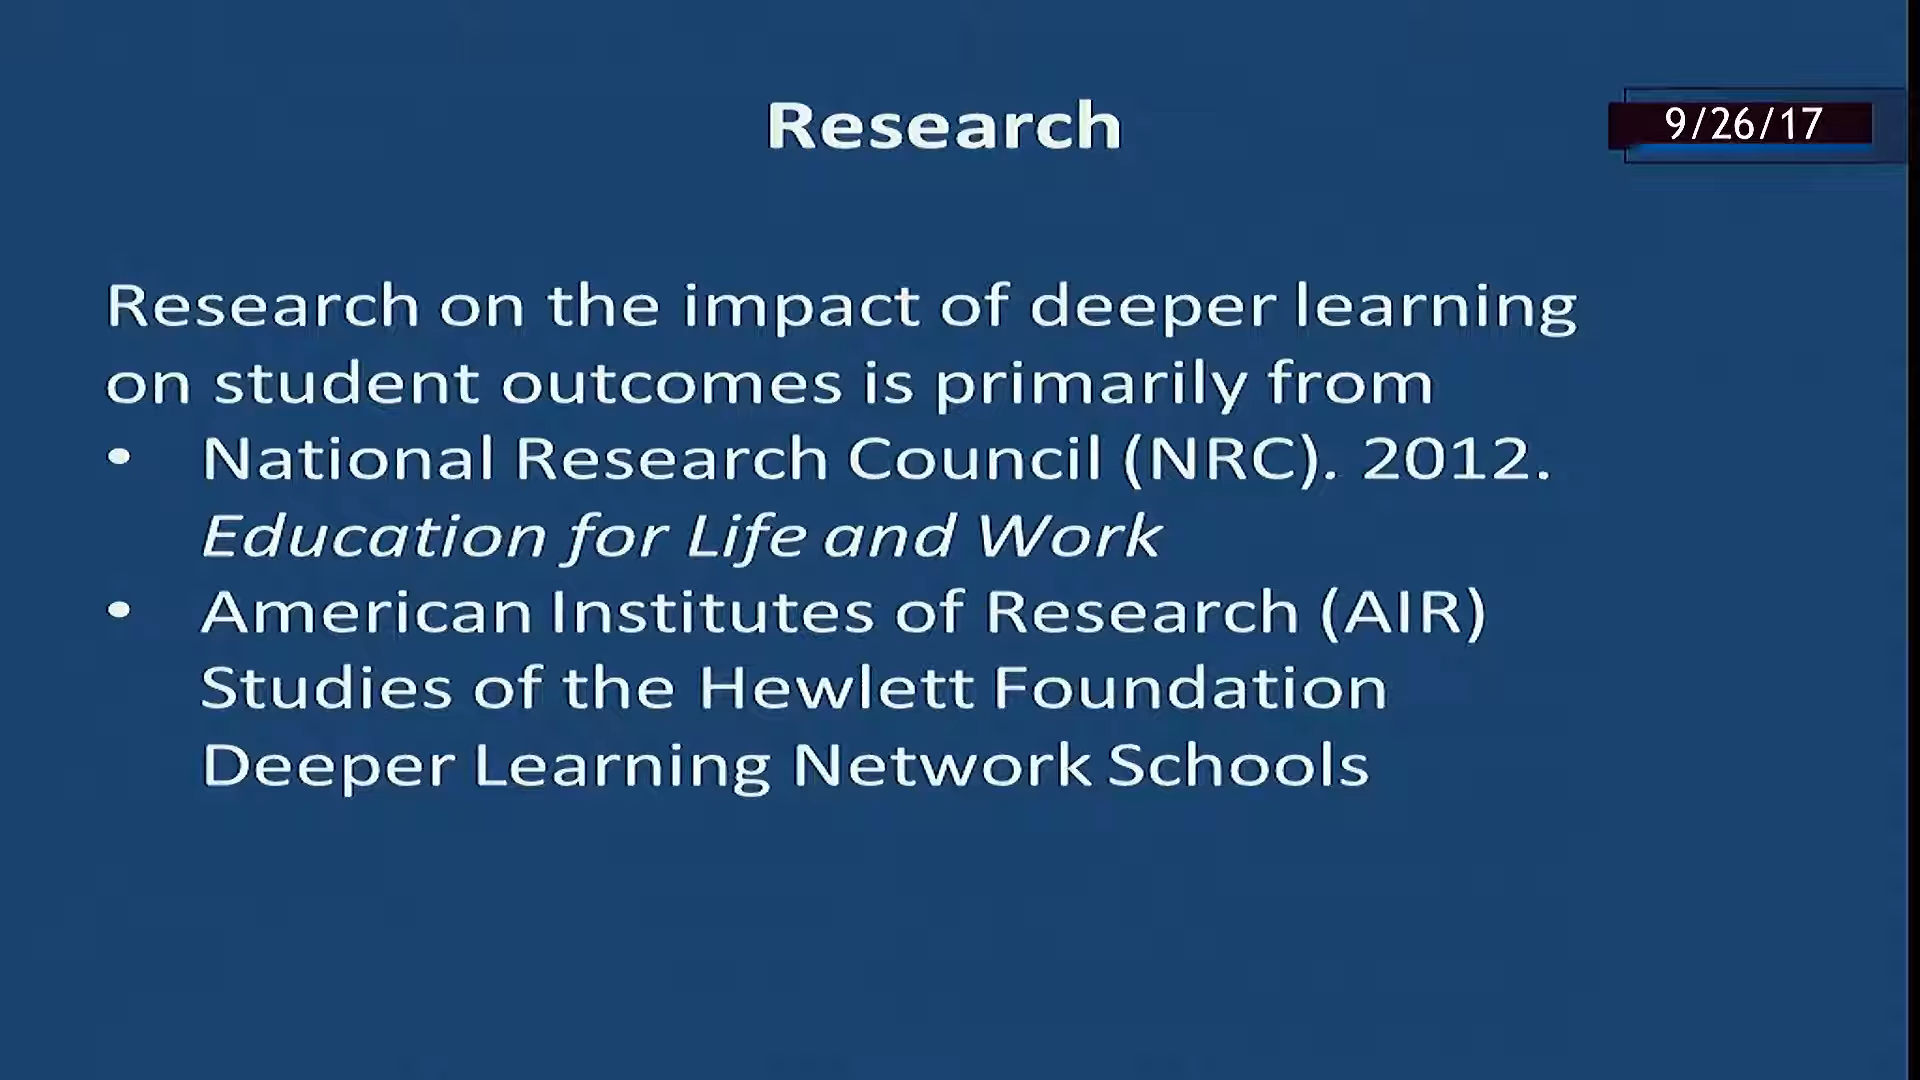 Research
9/26/17
Research on the impact of deeper learning
on student outcomes is primarily from
• National Research Council (NRC). 2012.
Education for Life and Work
• American Institutes of Research (AIR)
Studies of the Hewlett Foundation
Deeper Learning Network Schools